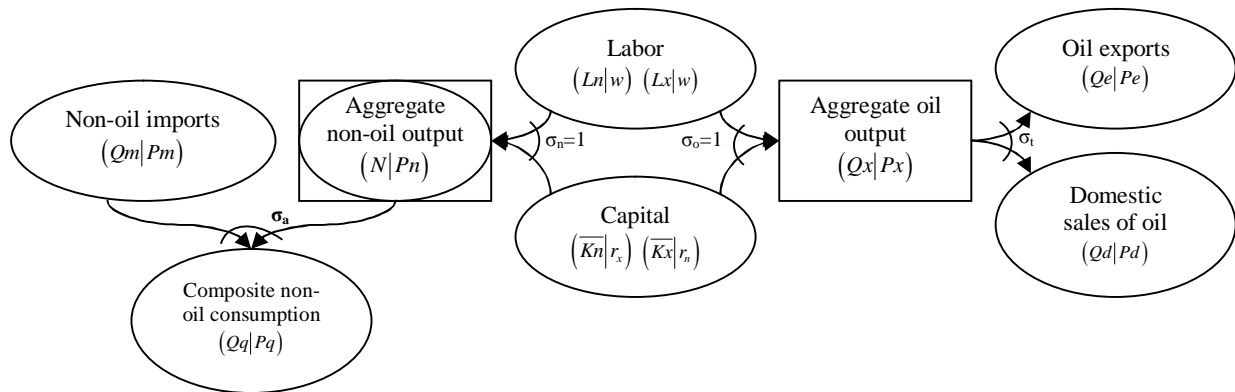 Non-oil imports
(Qm|Pm)
Aggregate
non-oil output
(N|Pn)
Labor
(Ln|w) (Lx|w)
Aggregate oil
output
(Qx|Px)
Oil exports
(Qe|Pe)
σn=1
σo=1
σt
σa
Capital
(K̅n̅|rx) (K̅x̅|rn)
Domestic
sales of oil
(Qd|Pd)
Composite non-
oil consumption
(Qq|Pq)